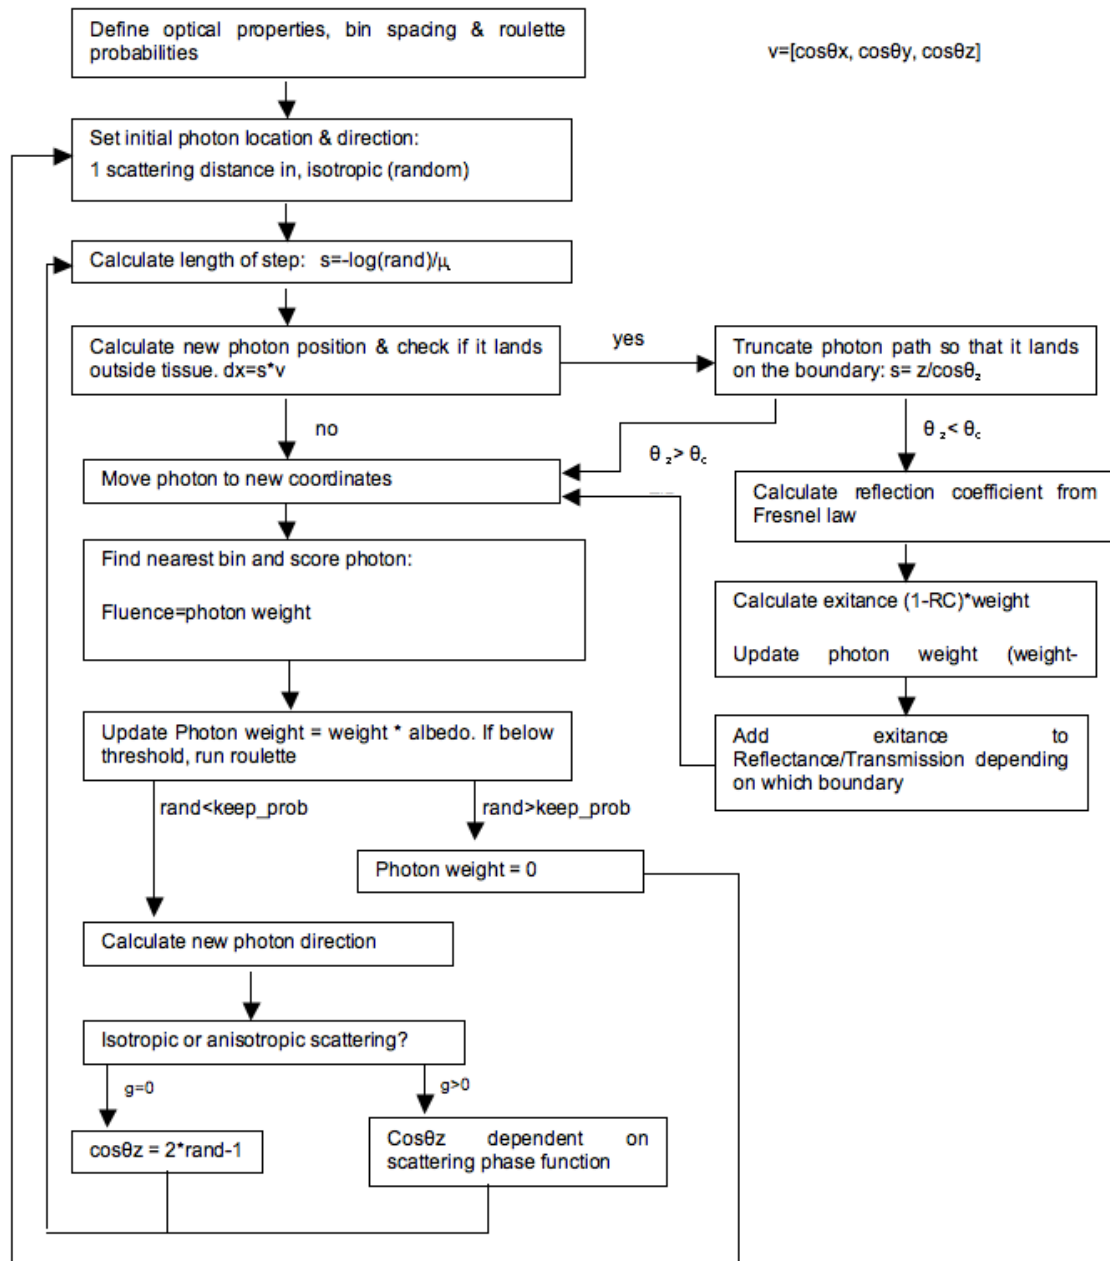 Define optical properties, bin spacing & roulette
probabilities
v=[cosθx, cosθy, cosθz]
Set initial photon location & direction:
1 scattering distance in, isotropic (random)
Calculate length of step: s=-log(rand)/μ
Calculate new photon position & check if it lands
outside tissue. dx=s*v
yes
Truncate photon path so that it lands
on the boundary: s= z/cosθz
no
θz> θc
θz< θc
Move photon to new coordinates
Calculate reflection coefficient from
Fresnel law
Find nearest bin and score photon:
Fluence=photon weight
Calculate exitance (1-RC)*weight
Update photon weight (weight-
Update Photon weight = weight * albedo. If below
threshold, run roulette
Add exitance to
Reflectance/Transmission depending
on which boundary
rand<keep_prob
rand>keep_prob
Photon weight = 0
Calculate new photon direction
Isotropic or anisotropic scattering?
g=0
g>0
cosθz = 2*rand-1
Cosθz dependent on
scattering phase function